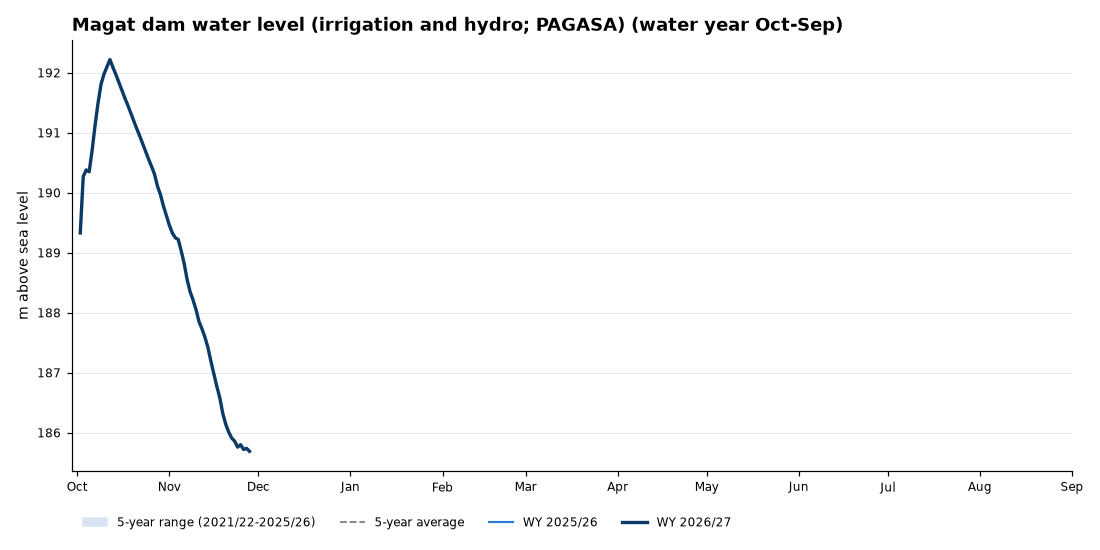 Magat dam water level (irrigation and hydro; PAGASA) (water year Oct-Sep)
m above sea level
192
191
190
189
188
187
186
Oct Nov Dec Jan Feb Mar Apr May Jun Jul Aug Sep
5-year range (2021/22-2025/26) 5-year average WY 2025/26 WY 2026/27